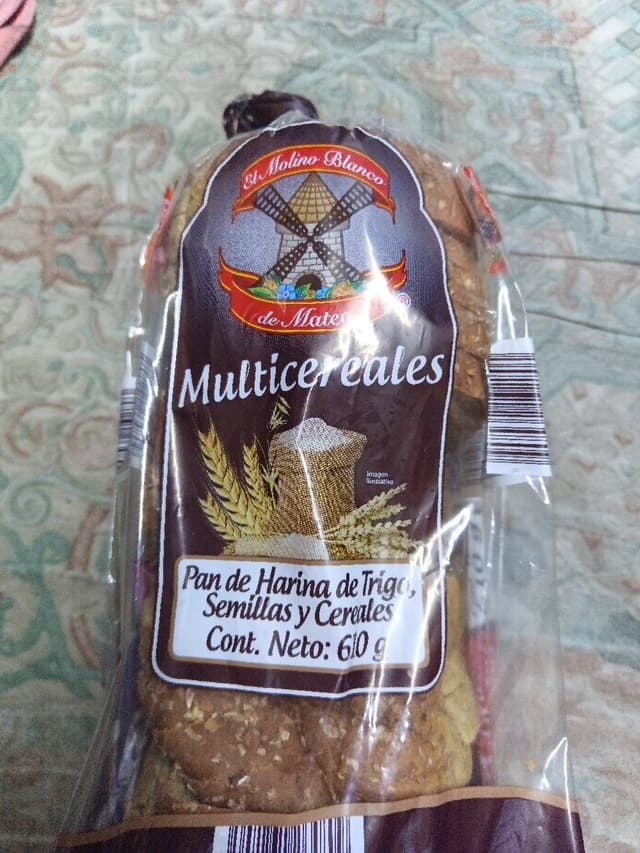 El Molino Blanco
de Mateo
®
Multicereales
Imagen
Ilustrativa
Pan de Harina de Trigo,
Semillas y Cereales
Cont. Neto: 610 g